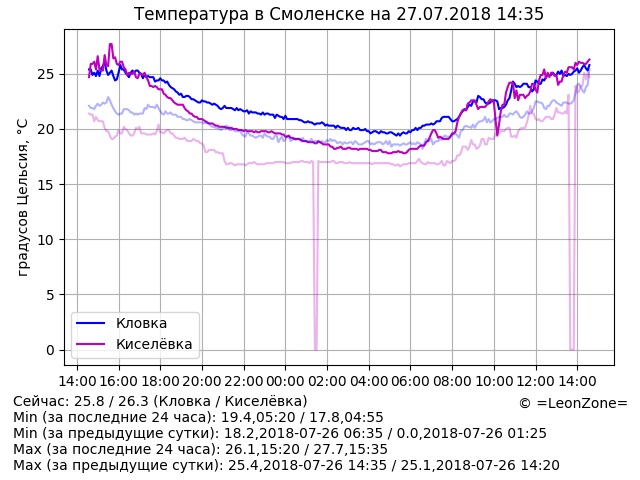 Температура в Смоленске на 27.07.2018 14:35
градусов Цельсия, °C
25
20
15
10
5
0
Кловка
Киселёвка
14:00 16:00 18:00 20:00 22:00 00:00 02:00 04:00 06:00 08:00 10:00 12:00 14:00
Сейчас: 25.8 / 26.3 (Кловка / Киселёвка)
© =LeonZone=
Min (за последние 24 часа): 19.4,05:20 / 17.8,04:55
Min (за предыдущие сутки): 18.2,2018-07-26 06:35 / 0.0,2018-07-26 01:25
Max (за последние 24 часа): 26.1,15:20 / 27.7,15:35
Max (за предыдущие сутки): 25.4,2018-07-26 14:35 / 25.1,2018-07-26 14:20